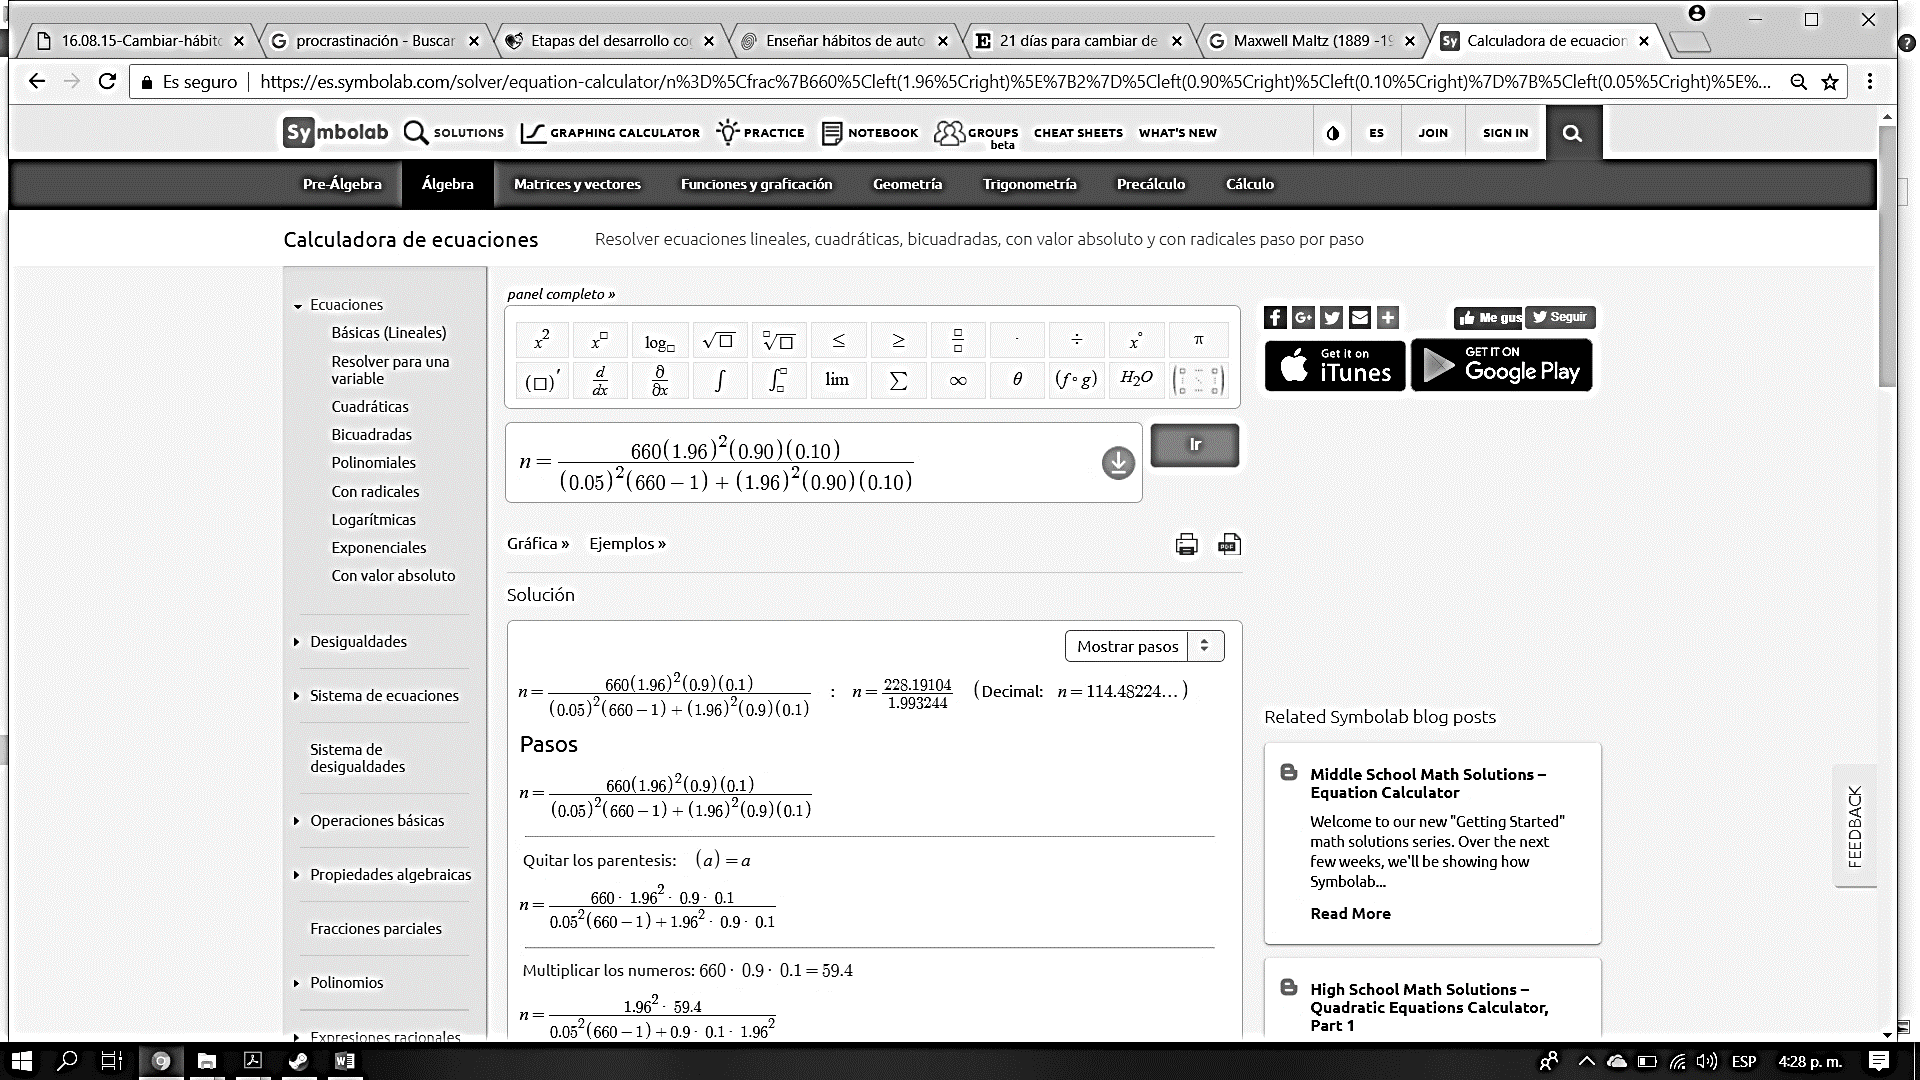 16.08.15-Cambiar-hábito
procrastinación - Buscar
Etapas del desarrollo co
Enseñar hábitos de auto
21 días para cambiar de
Maxwell Maltz (1889 -19
Calculadora de ecuacion
Es seguro | https://es.symbolab.com/solver/equation-calculator/n%3D%5Cfrac%7B660%5Cleft(1.96%5Cright)%5E%7B2%7D%5Cleft(0.90%5Cright)%5Cleft(0.10%5Cright)%7D%7B%5Cleft(0.05%5Cright)%5E%...
Symbolab SOLUTIONS GRAPHING CALCULATOR PRACTICE NOTEBOOK GROUPS beta CHEAT SHEETS WHAT'S NEW ES JOIN SIGN IN
Pre-Álgebra Álgebra Matrices y vectores Funciones y graficación Geometría Trigonometría Precálculo Cálculo
Calculadora de ecuaciones Resolver ecuaciones lineales, cuadráticas, bicuadradas, con valor absoluto y con radicales paso por paso
Ecuaciones
Básicas (Lineales)
Resolver para una
variable
Cuadráticas
Bicuadradas
Polinomiales
Con radicales
Logarítmicas
Exponenciales
Con valor absoluto
Desigualdades
Sistema de ecuaciones
Sistema de
desigualdades
Operaciones básicas
Propiedades algebraicas
Fracciones parciales
Polinomios
Expresiones racionales
panel completo »
x² x^□ log_□ √□ ^□√□ ≤ ≥ □/□ · ÷ x° π
(□)′ d/dx ∂/∂x ∫ ∫_□^□ lim ∑ ∞ θ (f∘g) H₂O
n = 660(1.96)²(0.90)(0.10) / (0.05)²(660 − 1) + (1.96)²(0.90)(0.10)
Ir
Gráfica » Ejemplos »
PDF
Solución
Mostrar pasos
n = 660(1.96)²(0.9)(0.1) / (0.05)²(660 − 1) + (1.96)²(0.9)(0.1) : n = 228.19104 / 1.993244 (Decimal: n = 114.48224... )
Pasos
n = 660(1.96)²(0.9)(0.1) / (0.05)²(660 − 1) + (1.96)²(0.9)(0.1)
Quitar los parentesis: (a) = a
n = 660 · 1.96² · 0.9 · 0.1 / 0.05²(660 − 1) + 1.96² · 0.9 · 0.1
Multiplicar los numeros: 660 · 0.9 · 0.1 = 59.4
n = 1.96² · 59.4 / 0.05²(660 − 1) + 0.9 · 0.1 · 1.96²
Me gus
Seguir
Get it on
iTunes
GET IT ON
Google Play
Related Symbolab blog posts
Middle School Math Solutions –
Equation Calculator
Welcome to our new "Getting Started"
math solutions series. Over the next
few weeks, we'll be showing how
Symbolab...
Read More
High School Math Solutions –
Quadratic Equations Calculator,
Part 1
FEEDBACK
ESP 4:28 p. m.